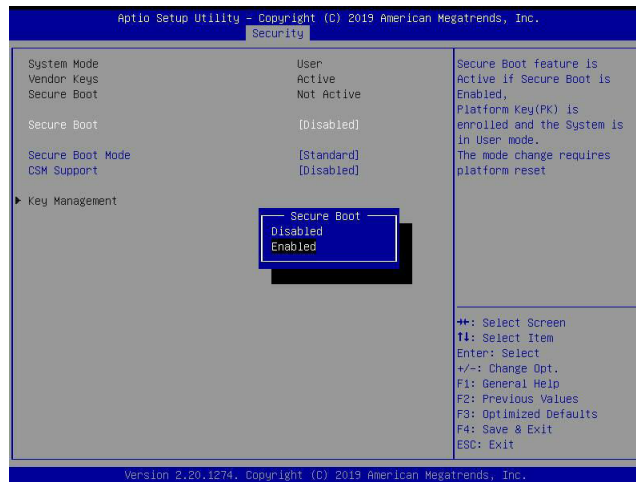 Aptio Setup Utility – Copyright (C) 2019 American Megatrends, Inc.
Security
System Mode User
Vendor Keys Active
Secure Boot Not Active
Secure Boot [Disabled]
Secure Boot Mode [Standard]
CSM Support [Disabled]
▶ Key Management
Secure Boot
Disabled
Enabled
Secure Boot feature is
Active if Secure Boot is
Enabled,
Platform Key(PK) is
enrolled and the System is
in User mode.
The mode change requires
platform reset
→←: Select Screen
↑↓: Select Item
Enter: Select
+/-: Change Opt.
F1: General Help
F2: Previous Values
F3: Optimized Defaults
F4: Save & Exit
ESC: Exit
Version 2.20.1274. Copyright (C) 2019 American Megatrends, Inc.